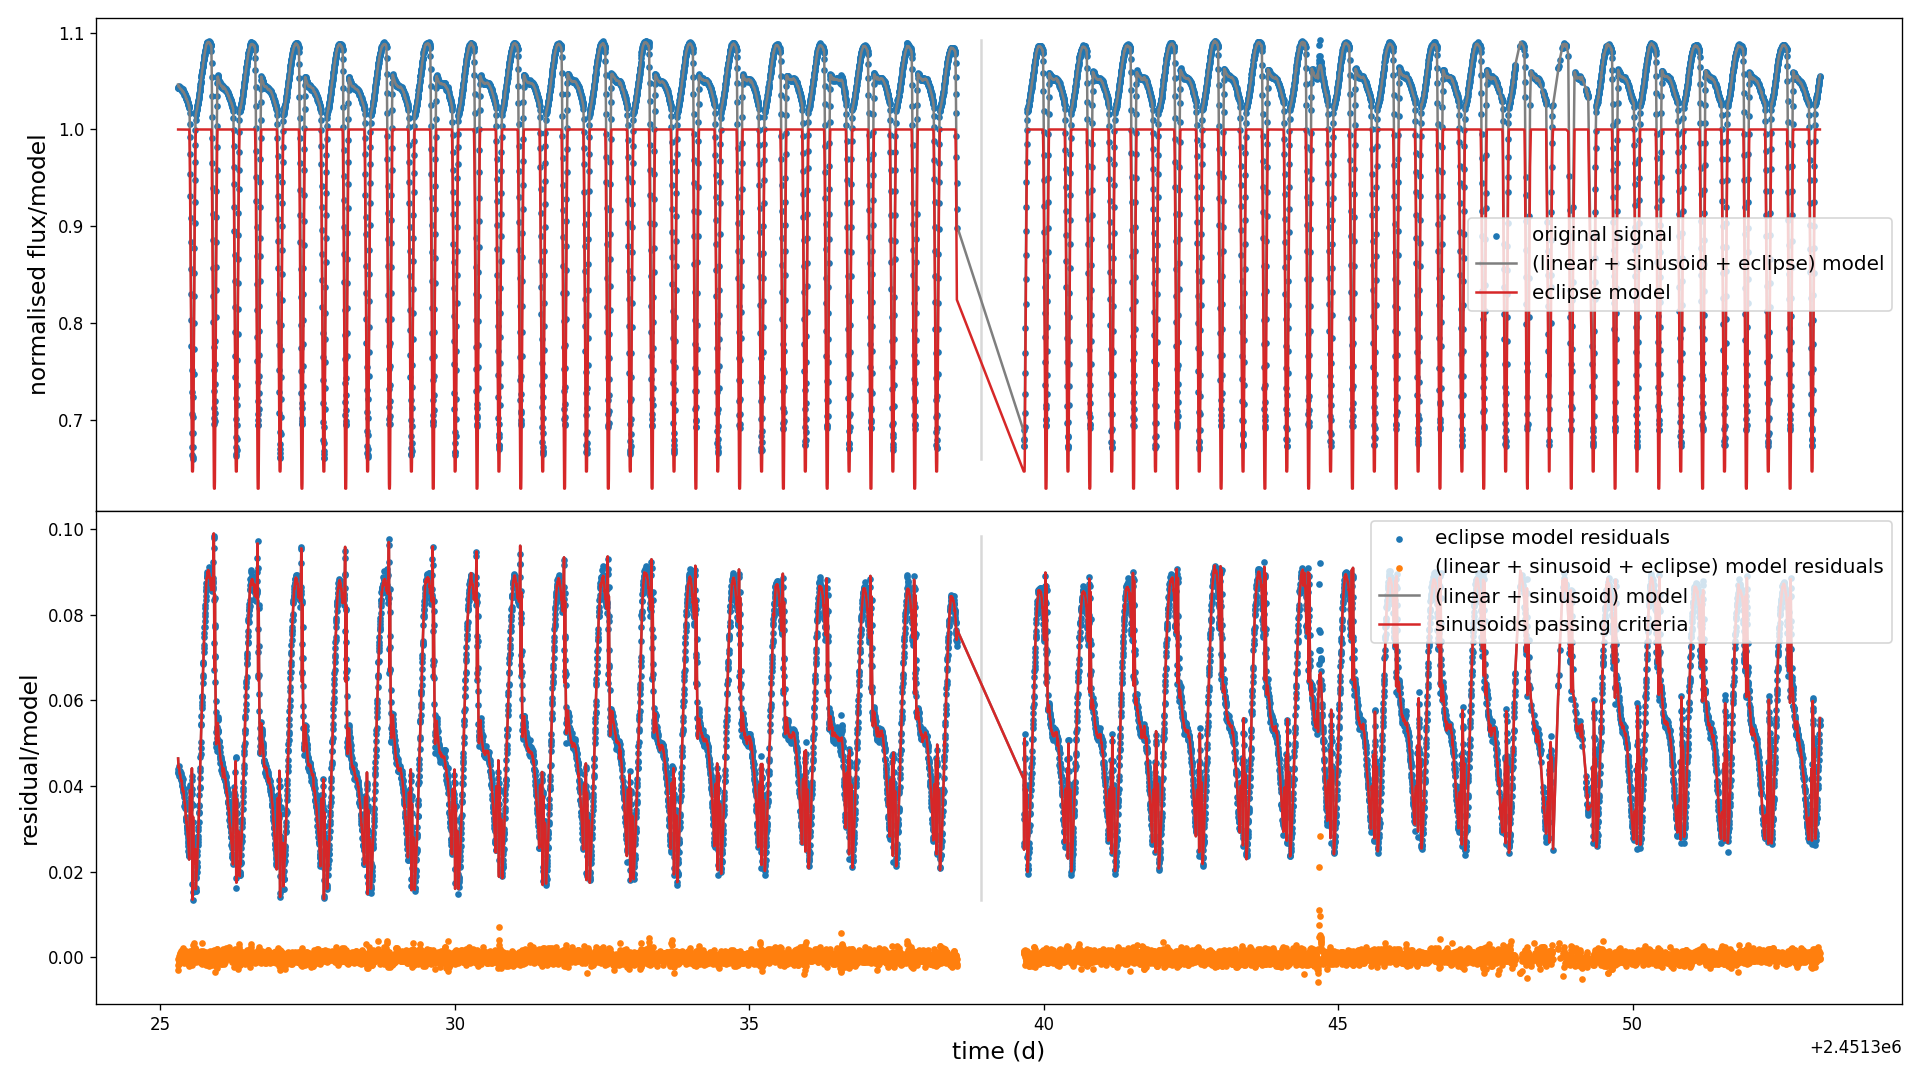 1.1
1.0
0.9
0.8
0.7
normalised flux/model
original signal
(linear + sinusoid + eclipse) model
eclipse model
0.10
0.08
0.06
0.04
0.02
0.00
residual/model
eclipse model residuals
(linear + sinusoid + eclipse) model residuals
(linear + sinusoid) model
sinusoids passing criteria
25
30
35
40
45
50
time (d)
+2.4513e6